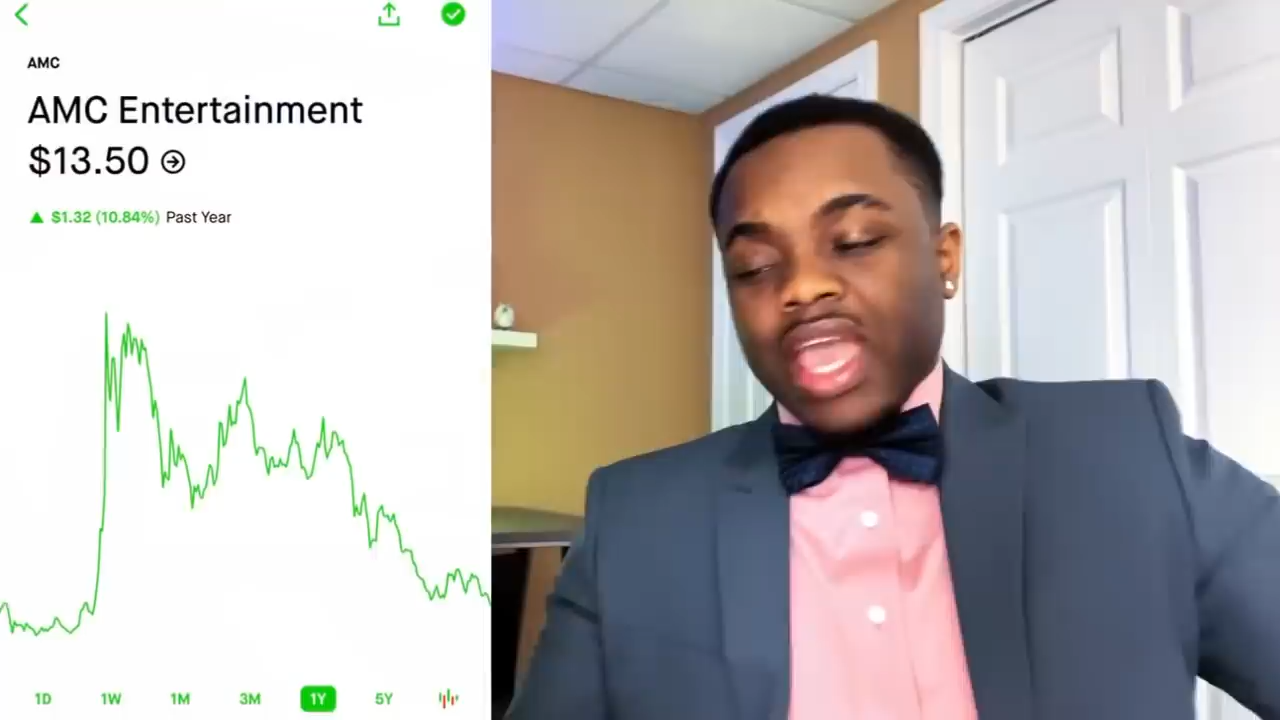 AMC
AMC Entertainment
$13.50
$1.32 (10.84%) Past Year
1D 1W 1M 3M 1Y 5Y